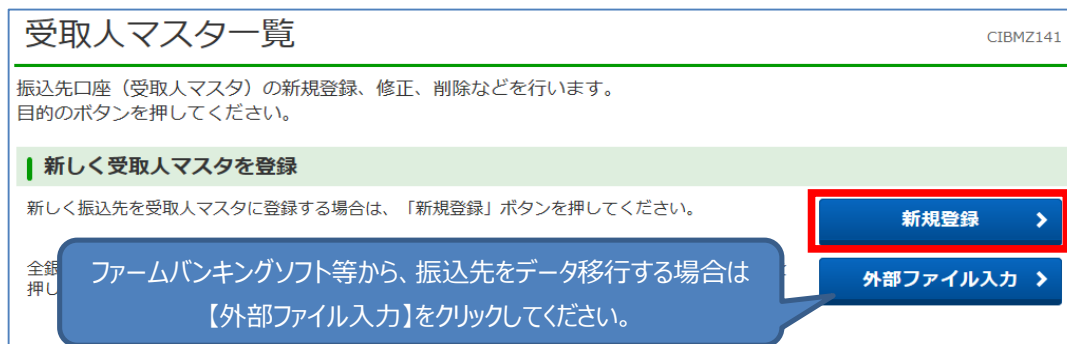 受取人マスター覧
CIBMZ141
振込先口座（受取人マスタ）の新規登録、修正、削除などを行います。
目的のボタンを押してください。
新しく受取人マスタを登録
新しく振込先を受取人マスタに登録する場合は、「新規登録」ボタンを押してください。
新規登録
全銀
押し
ファームバンキングソフト等から、振込先をデータ移行する場合は
【外部ファイル入力】をクリックしてください。
外部ファイル入力